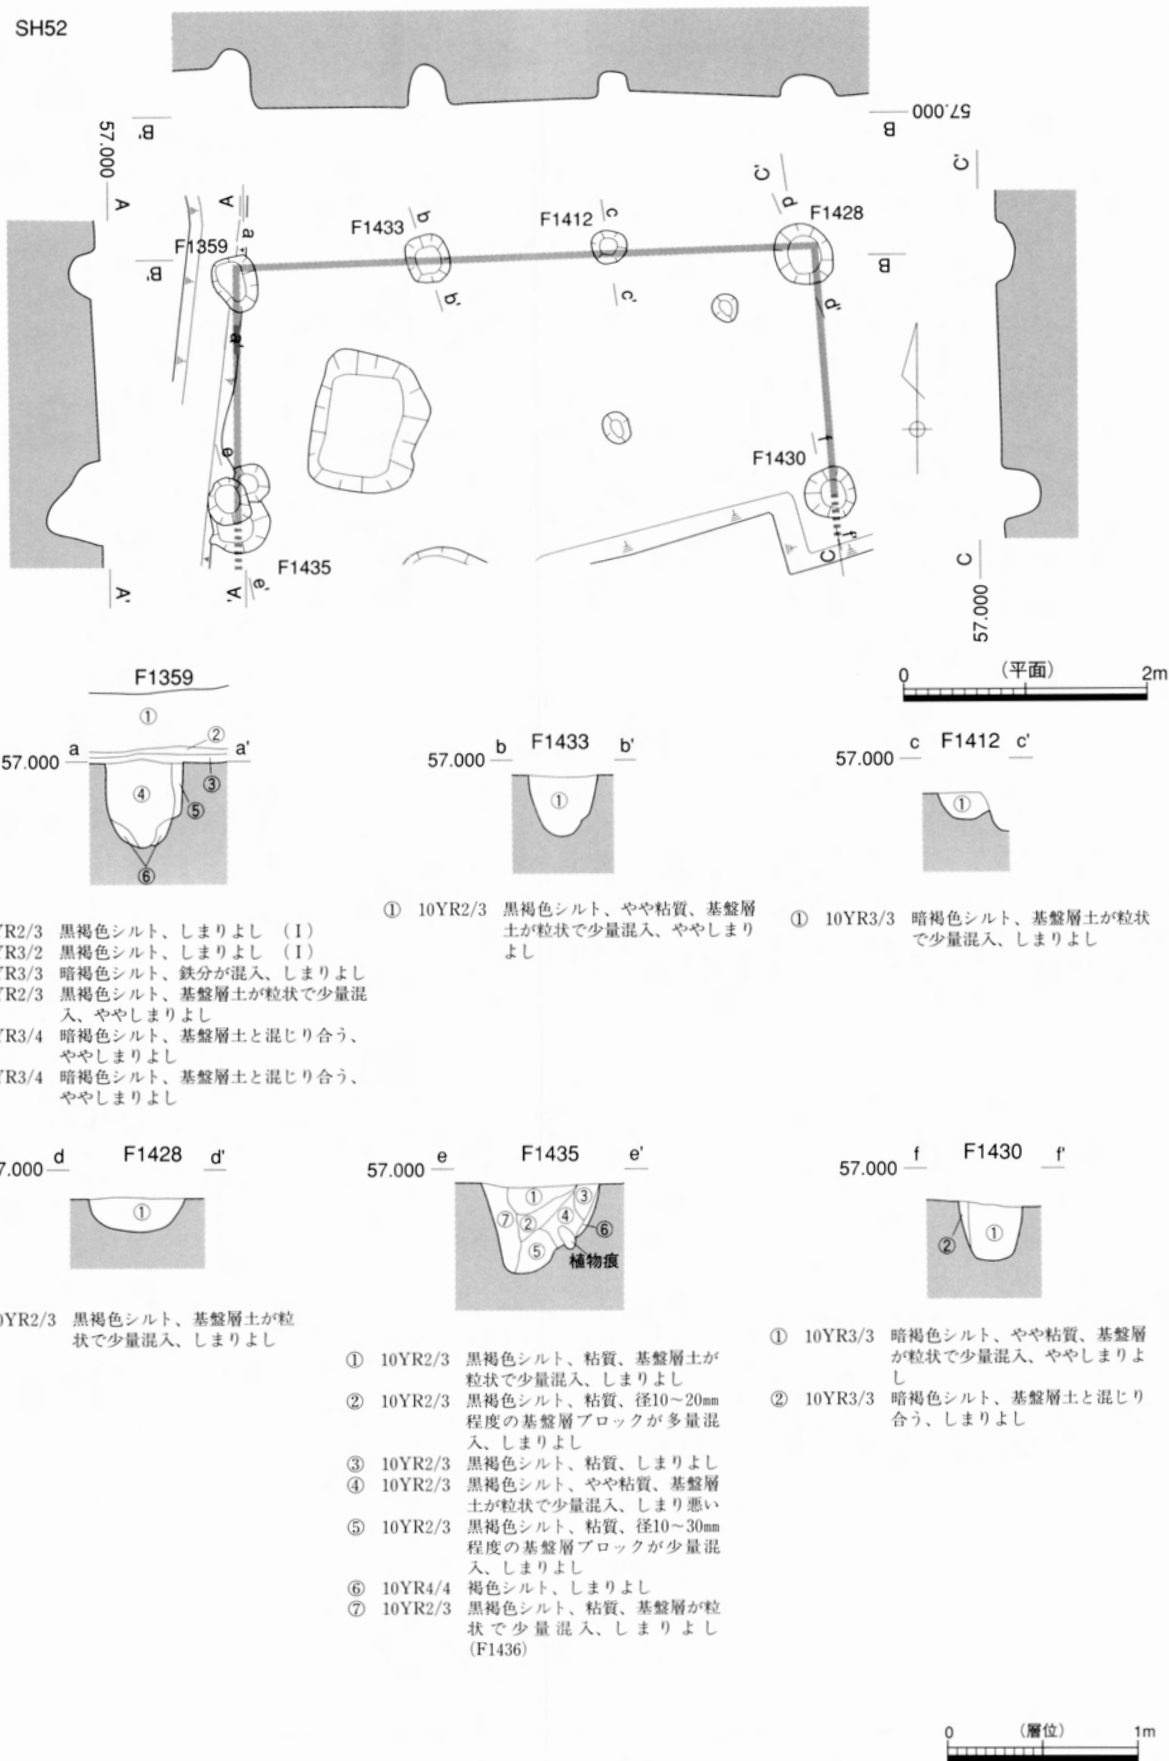 SH52
57.000
B'
B
57.000
A
A
C'
C'
a
F1359
F1433
b
F1412
c
d
F1428
B'
B
b'
c'
d'
a'
e
f
F1430
F1435
e'
f'
A'
A'
C
C
57.000
F1359
①
②
57.000
a
a'
③
④
⑤
⑥
0
(平面)
2m
57.000
b
F1433
b'
①
57.000
c
F1412
c'
①
YR2/3 黒褐色シルト、しまりよし (Ⅰ)
YR3/2 黒褐色シルト、しまりよし (Ⅰ)
YR3/3 暗褐色シルト、鉄分が混入、しまりよし
YR2/3 黒褐色シルト、基盤層土が粒状で少量混
入、ややしまりよし
YR3/4 暗褐色シルト、基盤層土と混じり合う、
ややしまりよし
YR3/4 暗褐色シルト、基盤層土と混じり合う、
ややしまりよし
① 10YR2/3 黒褐色シルト、やや粘質、基盤層
土が粒状で少量混入、ややしまり
よし
① 10YR3/3 暗褐色シルト、基盤層土が粒状
で少量混入、しまりよし
7.000
d
F1428
d'
①
0YR2/3 黒褐色シルト、基盤層土が粒
状で少量混入、しまりよし
57.000
e
F1435
e'
①
②
③
④
⑤
⑥
⑦
植物痕
① 10YR2/3 黒褐色シルト、粘質、基盤層土が
粒状で少量混入、しまりよし
② 10YR2/3 黒褐色シルト、粘質、径10~20㎜
程度の基盤層ブロックが多量混
入、しまりよし
③ 10YR2/3 黒褐色シルト、粘質、しまりよし
④ 10YR2/3 黒褐色シルト、やや粘質、基盤層
土が粒状で少量混入、しまり悪い
⑤ 10YR2/3 黒褐色シルト、粘質、径10~30㎜
程度の基盤層ブロックが少量混
入、しまりよし
⑥ 10YR4/4 褐色シルト、しまりよし
⑦ 10YR2/3 黒褐色シルト、粘質、基盤層が粒
状で少量混入、しまりよし
(F1436)
57.000
f
F1430
f'
①
②
① 10YR3/3 暗褐色シルト、やや粘質、基盤層
が粒状で少量混入、ややしまりよ
し
② 10YR3/3 暗褐色シルト、基盤層土と混じり
合う、しまりよし
0
(層位)
1m